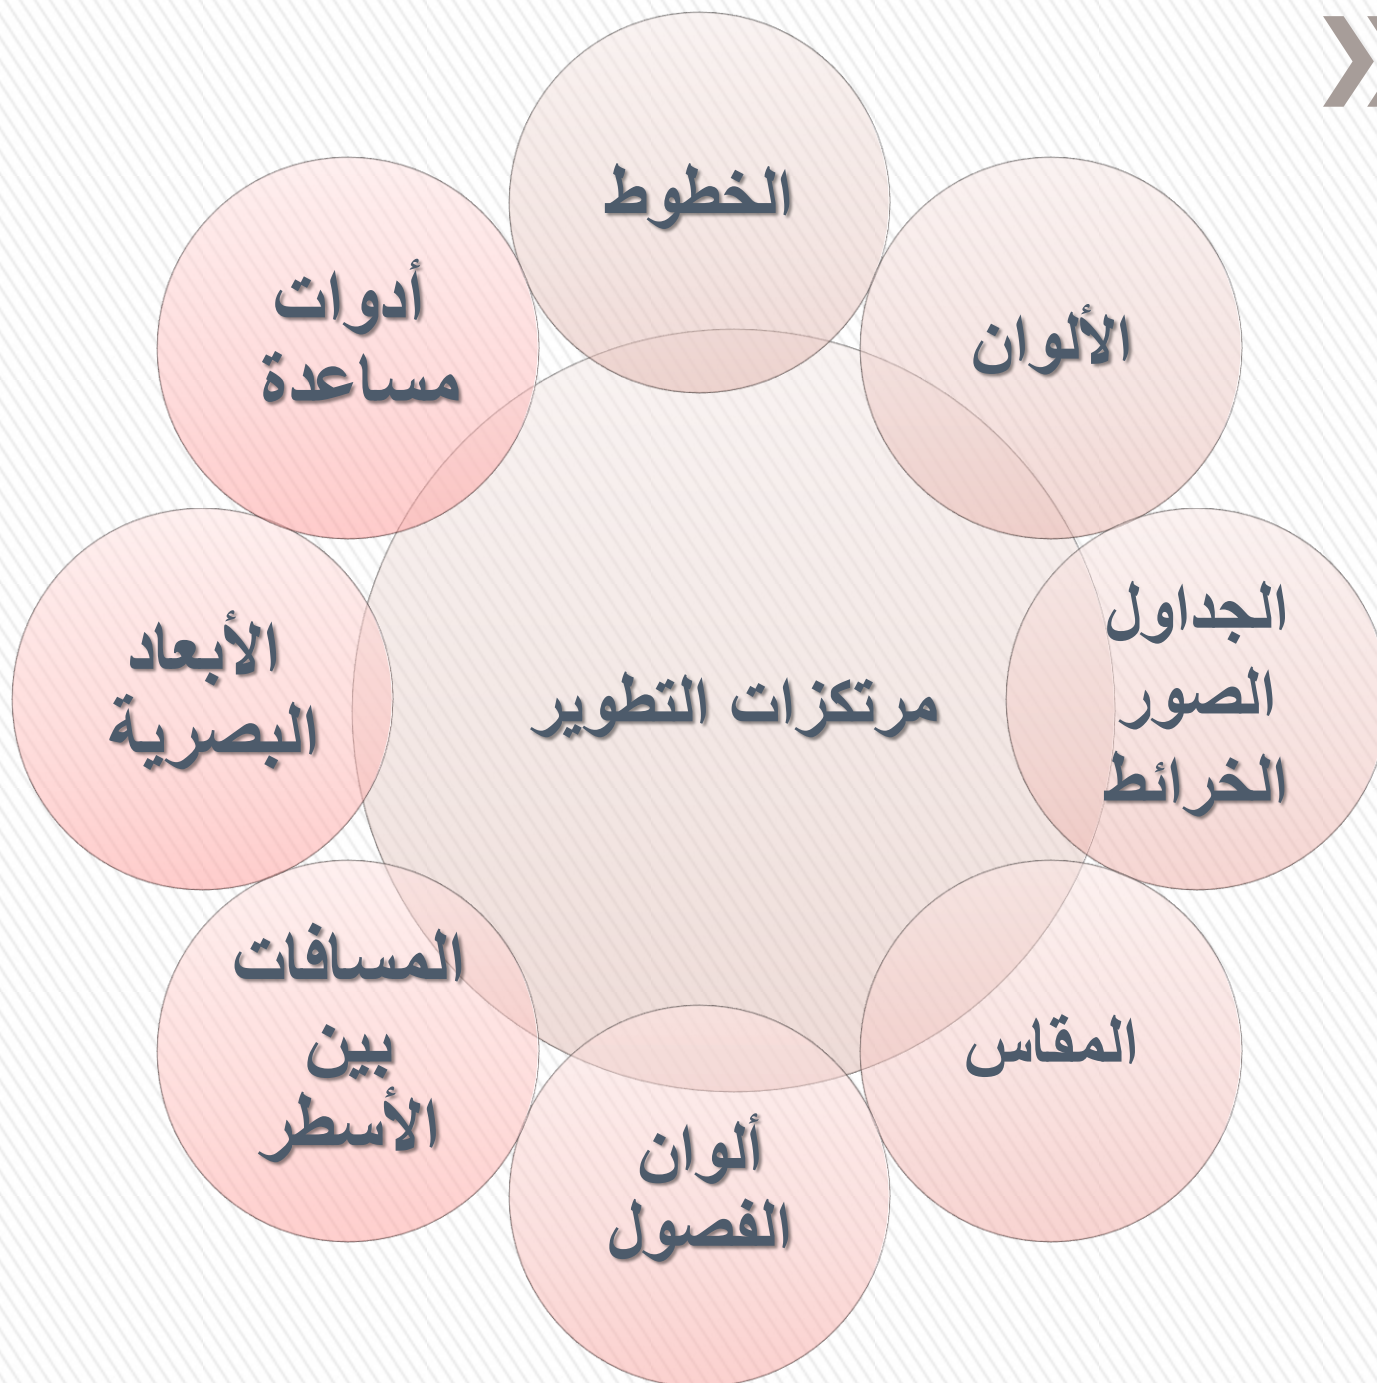 الخطوط
الألوان
الجداول
الصور
الخرائط
المقاس
ألوان
الفصول
المسافات
بين
الأسطر
الأبعاد
البصرية
أدوات
مساعدة
مرتكزات التطوير